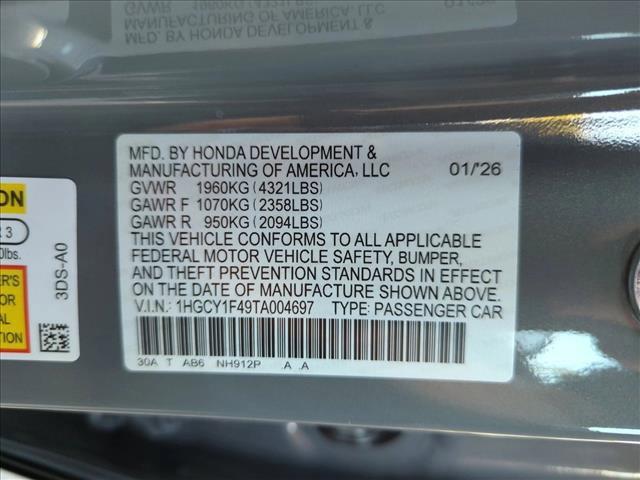 MFD. BY HONDA DEVELOPMENT &
MANUFACTURING OF AMERICA, LLC 01/'26
GVWR 1960KG (4321LBS)
GAWR F 1070KG (2358LBS)
GAWR R 950KG (2094LBS)
THIS VEHICLE CONFORMS TO ALL APPLICABLE
FEDERAL MOTOR VEHICLE SAFETY, BUMPER,
AND THEFT PREVENTION STANDARDS IN EFFECT
ON THE DATE OF MANUFACTURE SHOWN ABOVE.
V.I.N.: 1HGCY1F49TA004697 TYPE: PASSENGER CAR
30A T AB6 NH912P .A .A
3DS-A0